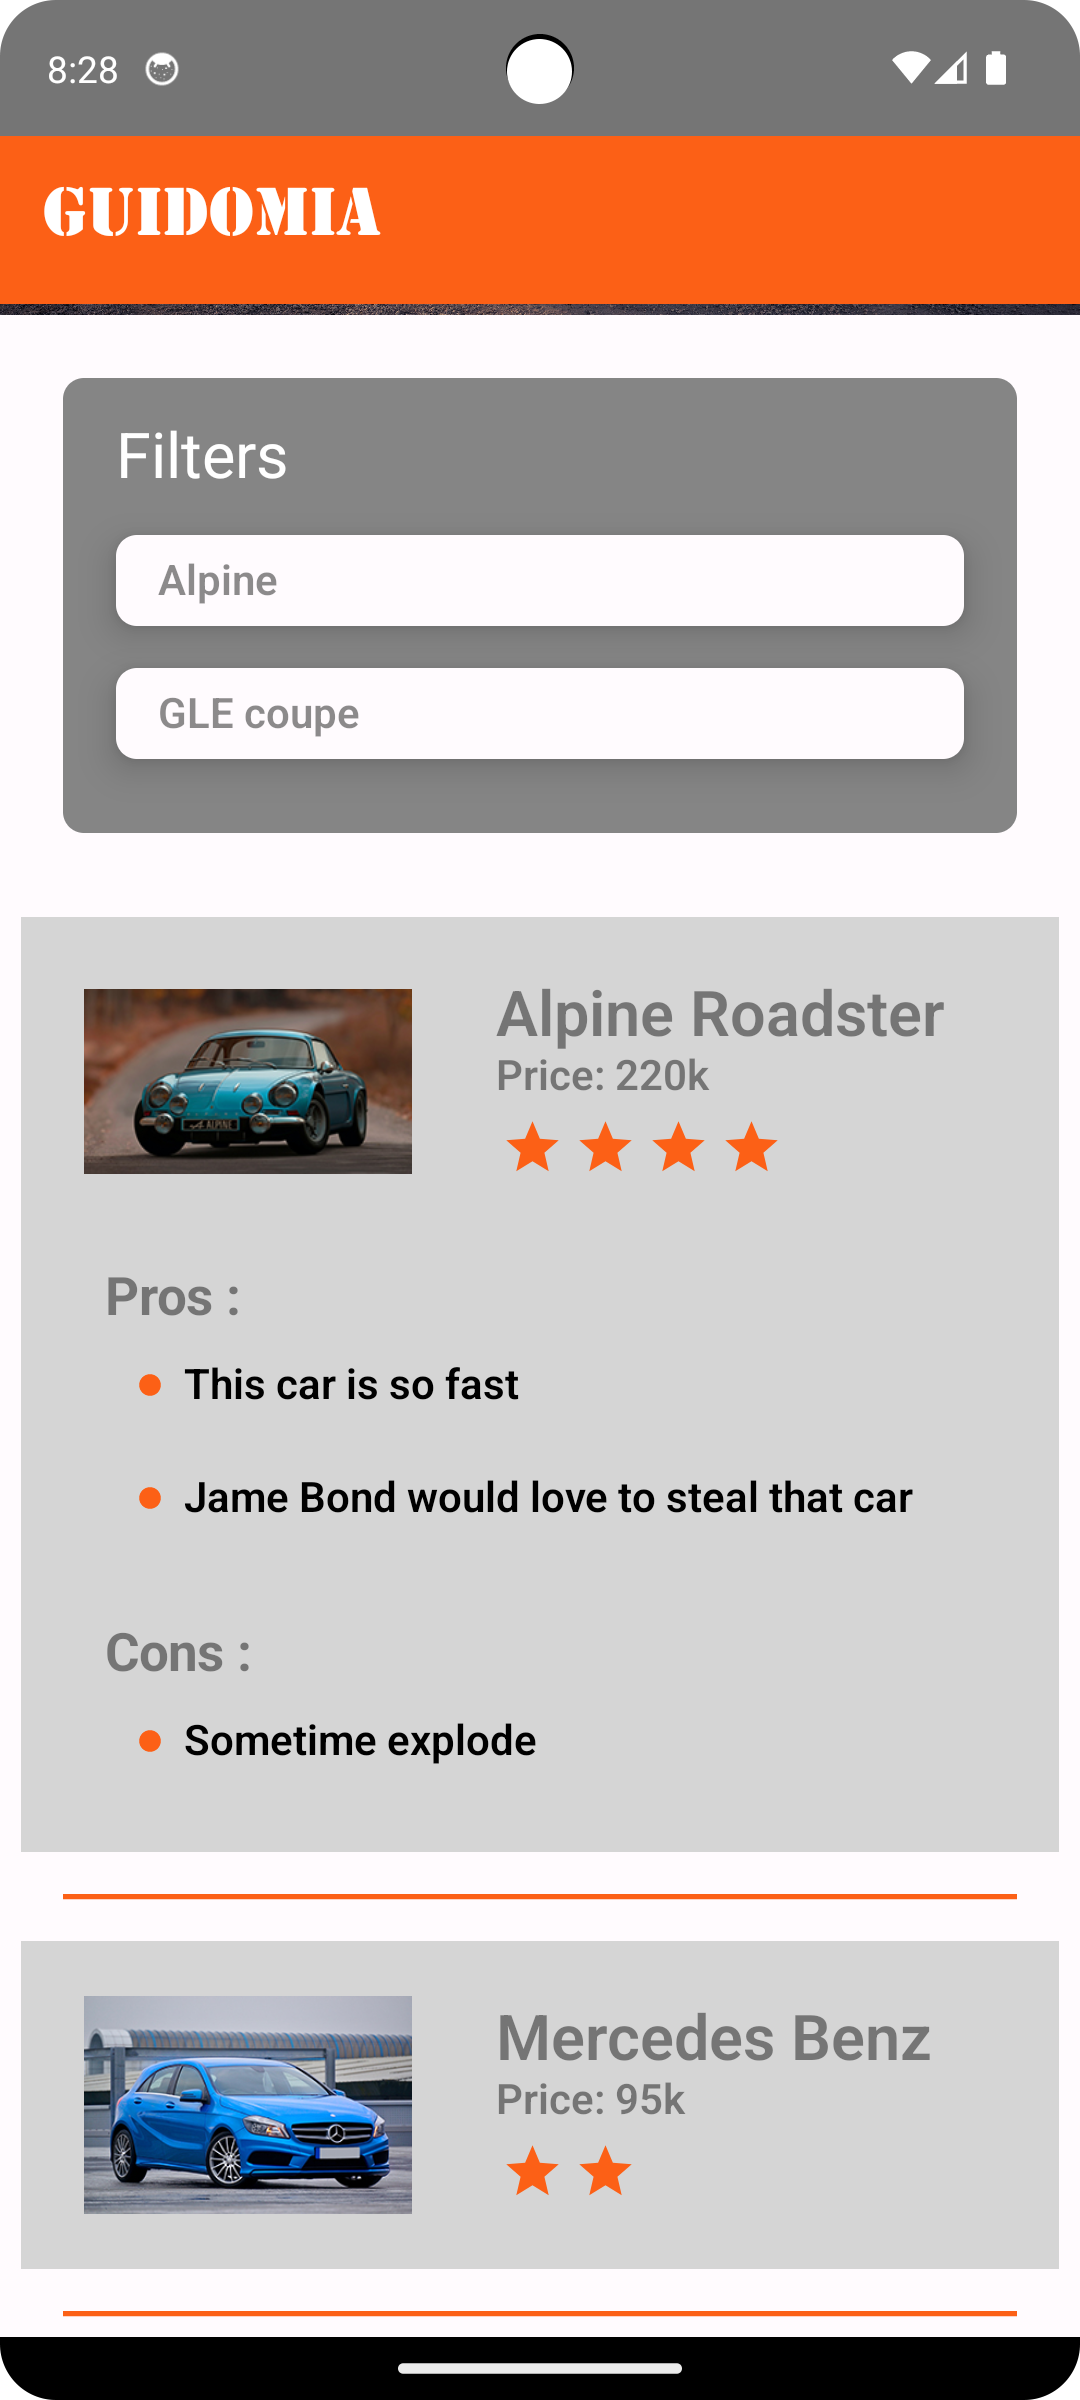 8:28
GUIDOMIA
Filters
Alpine
GLE coupe
Alpine Roadster
Price: 220k
ALPINE
Pros :
This car is so fast
Jame Bond would love to steal that car
Cons :
Sometime explode
Mercedes Benz
Price: 95k